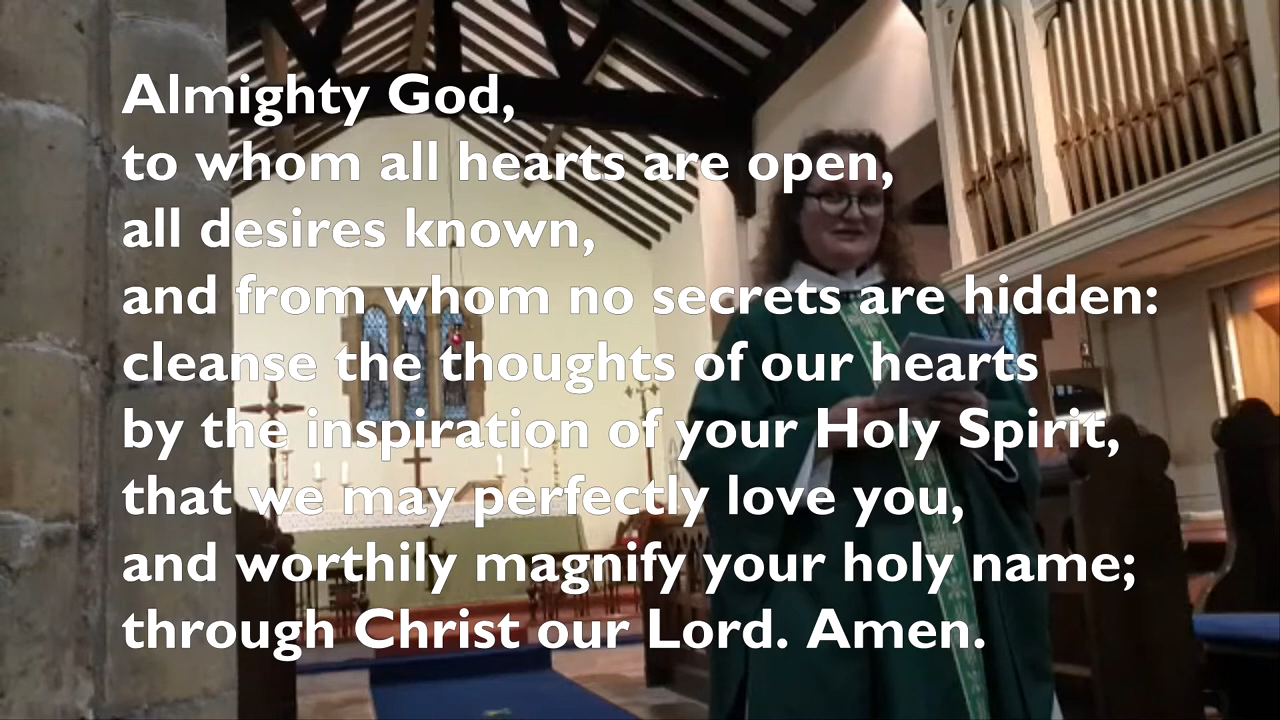 Almighty God,
to whom all hearts are open,
all desires known,
and from whom no secrets are hidden:
cleanse the thoughts of our hearts
by the inspiration of your Holy Spirit,
that we may perfectly love you,
and worthily magnify your holy name;
through Christ our Lord. Amen.